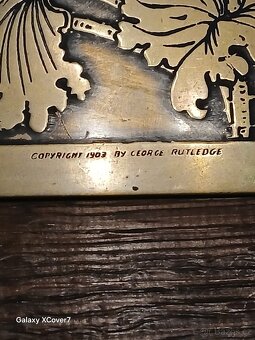 COPYRIGHT 1903 BY GEORGE RUTLEDGE
Galaxy XCover7